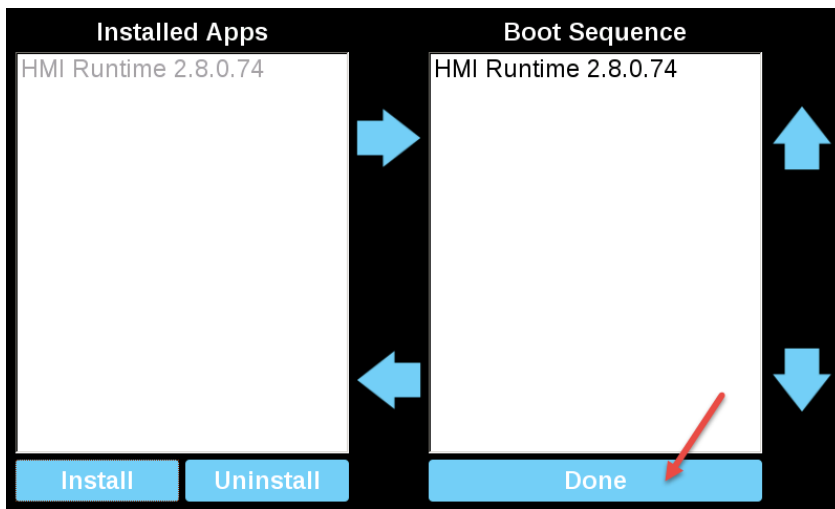 Installed Apps
HMI Runtime 2.8.0.74
Install
Uninstall
Boot Sequence
HMI Runtime 2.8.0.74
Done